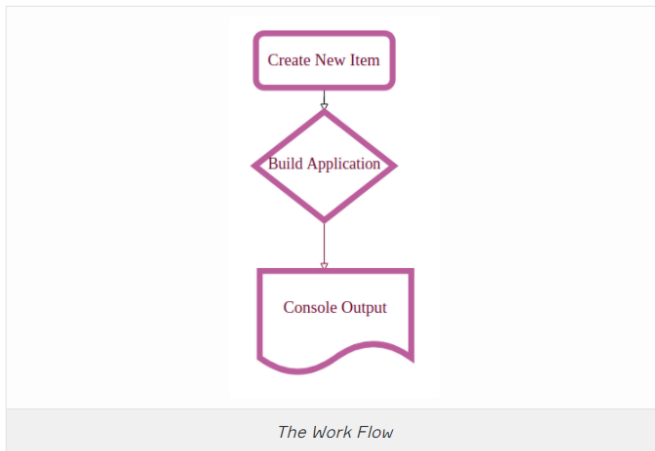 Create New Item
Build Application
Console Output
The Work Flow